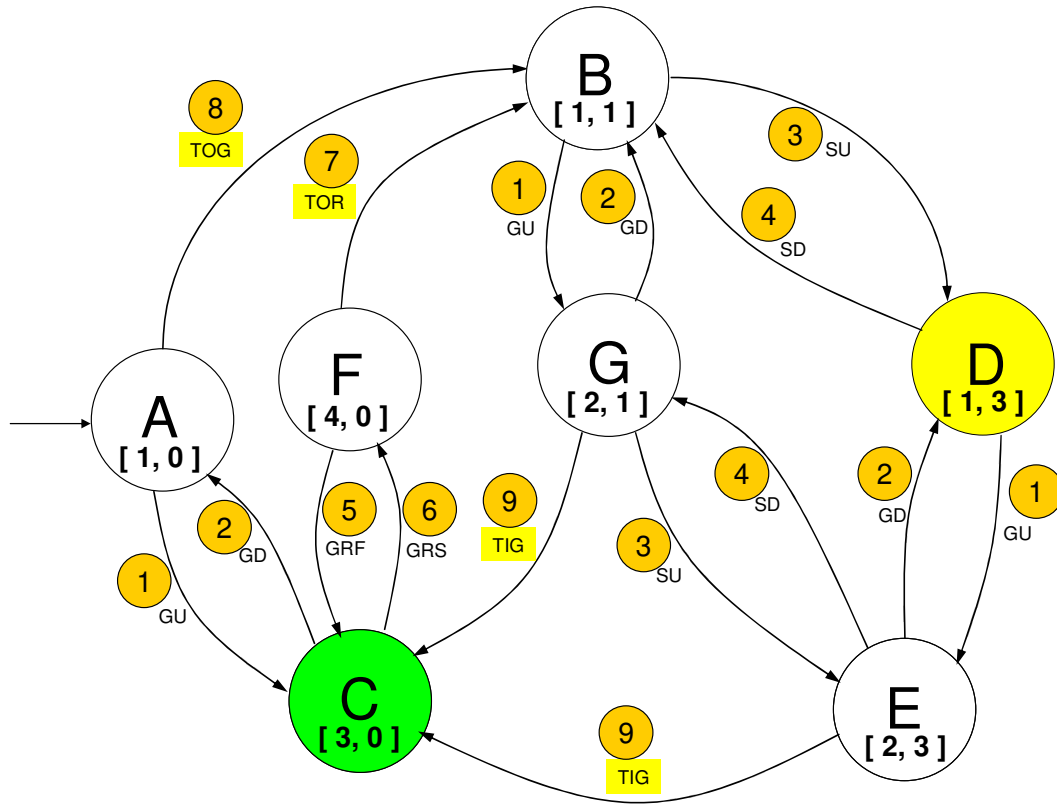 B
[ 1, 1 ]
8
TOG
7
TOR
3
SU
1
GU
2
GD
4
SD
A
[ 1, 0 ]
F
[ 4, 0 ]
G
[ 2, 1 ]
D
[ 1, 3 ]
5
GRF
6
GRS
9
TIG
4
SD
2
GD
1
GU
2
GD
1
GU
3
SU
C
[ 3, 0 ]
E
[ 2, 3 ]
9
TIG